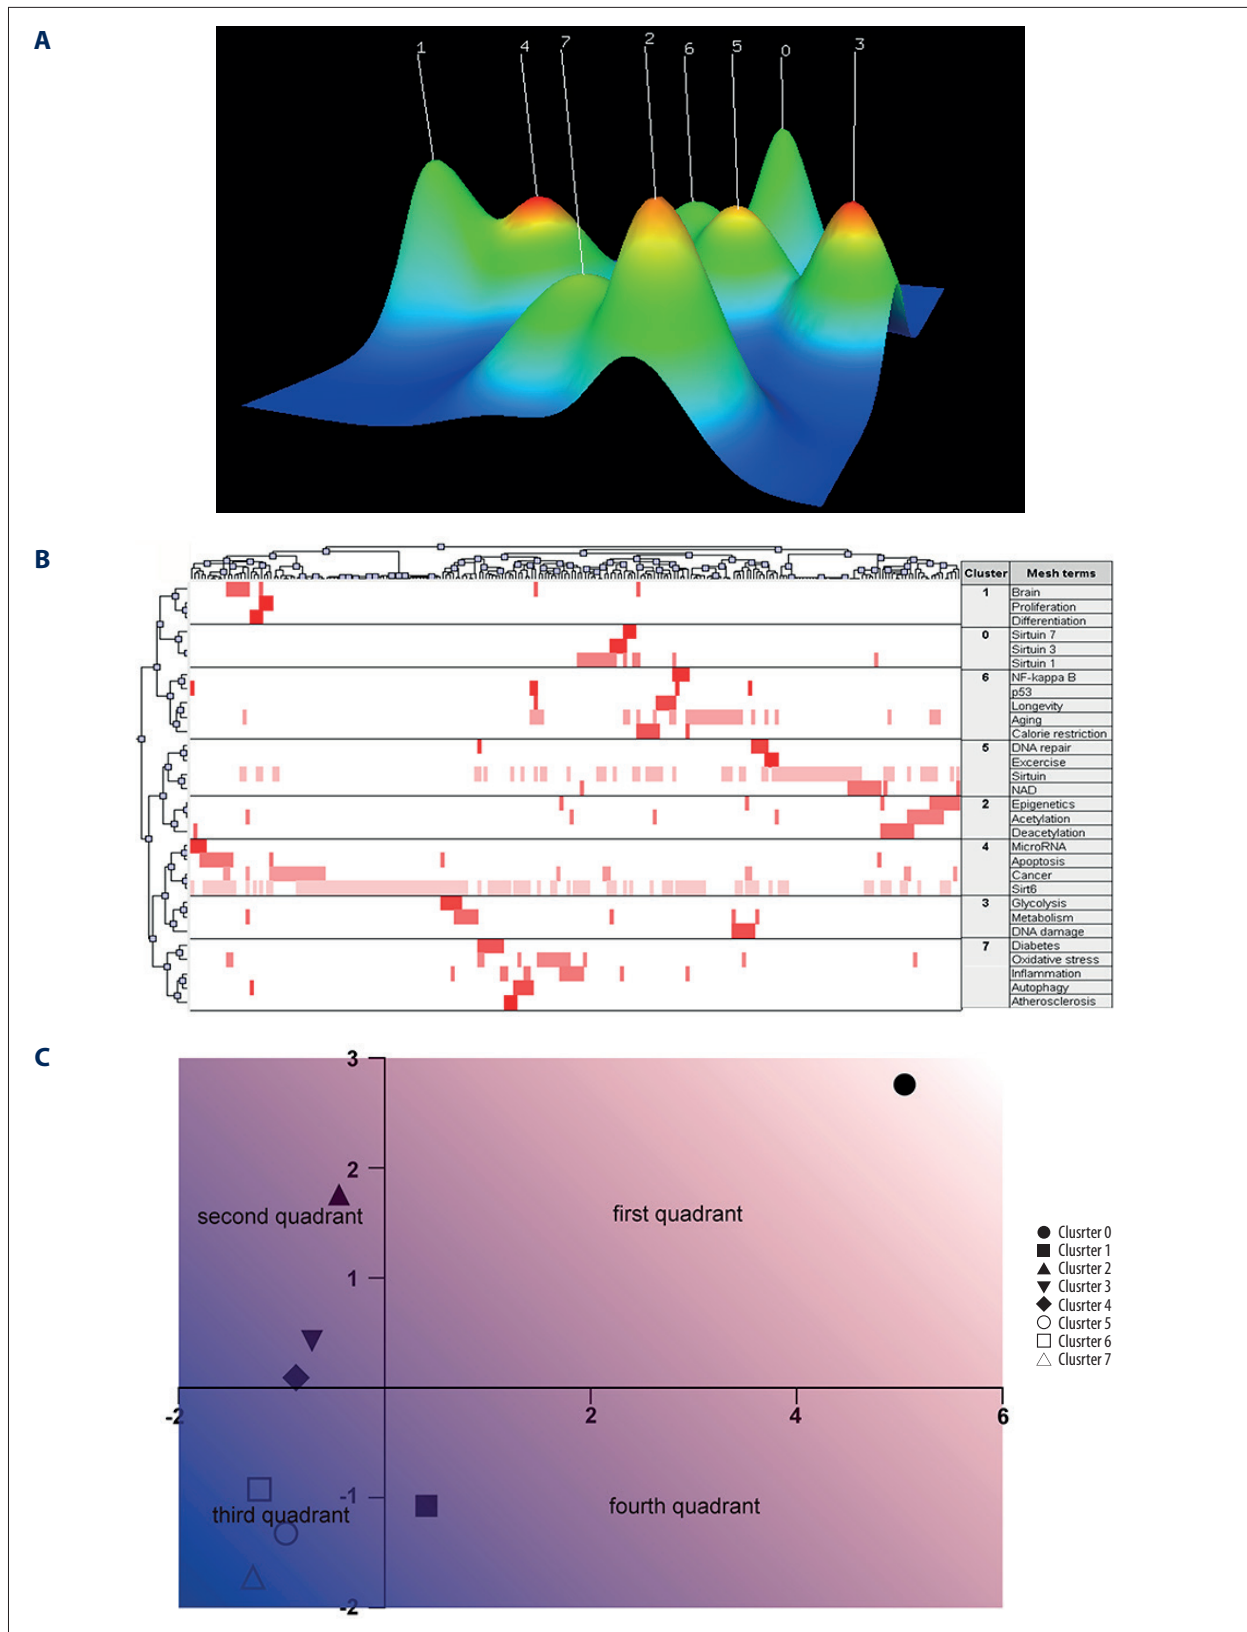 A
1 4 7 2 6 5 0 3
B
Cluster Mesh terms
1 Brain
Proliferation
Differentiation
0 Sirtuin 7
Sirtuin 3
Sirtuin 1
6 NF-kappa B
p53
Longevity
Aging
Calorie restriction
5 DNA repair
Excercise
Sirtuin
NAD
2 Epigenetics
Acetylation
Deacetylation
4 MicroRNA
Apoptosis
Cancer
Sirt6
3 Glycolysis
Metabolism
DNA damage
7 Diabetes
Oxidative stress
Inflammation
Autophagy
Atherosclerosis
C
3
2
second quadrant first quadrant
1
-2 2 4 6
-1
third quadrant fourth quadrant
-2
Clusrter 0
Clusrter 1
Clusrter 2
Clusrter 3
Clusrter 4
Clusrter 5
Clusrter 6
Clusrter 7